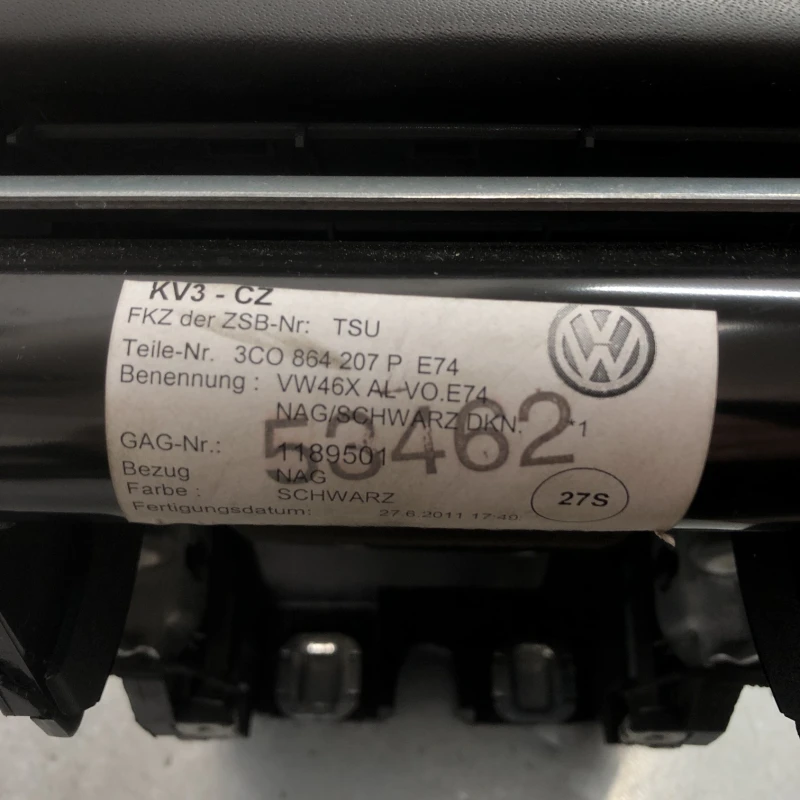 KV3 - CZ
FKZ der ZSB-Nr: TSU
Teile-Nr. 3CO 864 207 P E74
Benennung : VW46X AL-VO.E74
NAG/SCHWARZ DKN. *1
53462
GAG-Nr.: 1189501
Bezug NAG
Farbe : SCHWARZ
27S
Fertigungsdatum: 27.6.2011 17:40